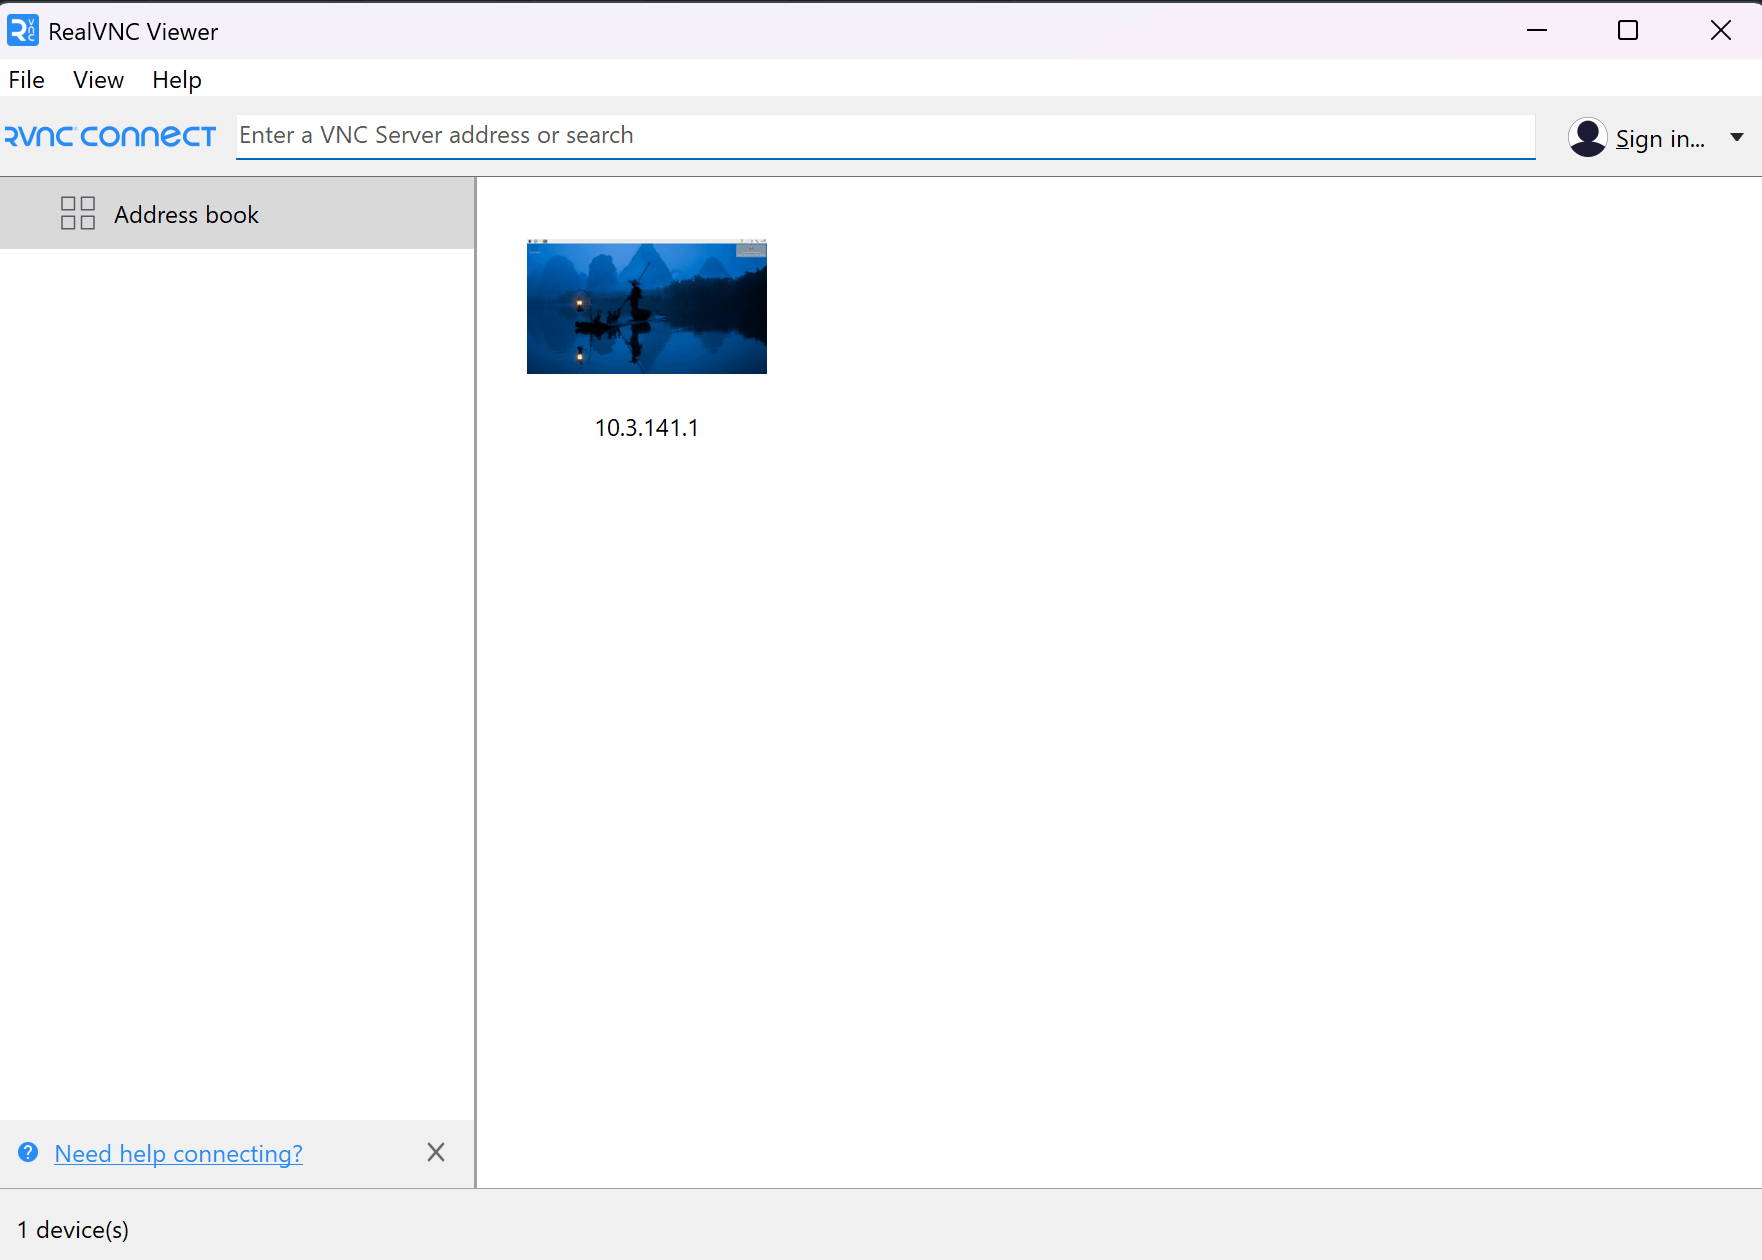 RealVNC Viewer
File View Help
RVNC CONNECT Enter a VNC Server address or search Sign in...
Address book
10.3.141.1
Need help connecting?
1 device(s)